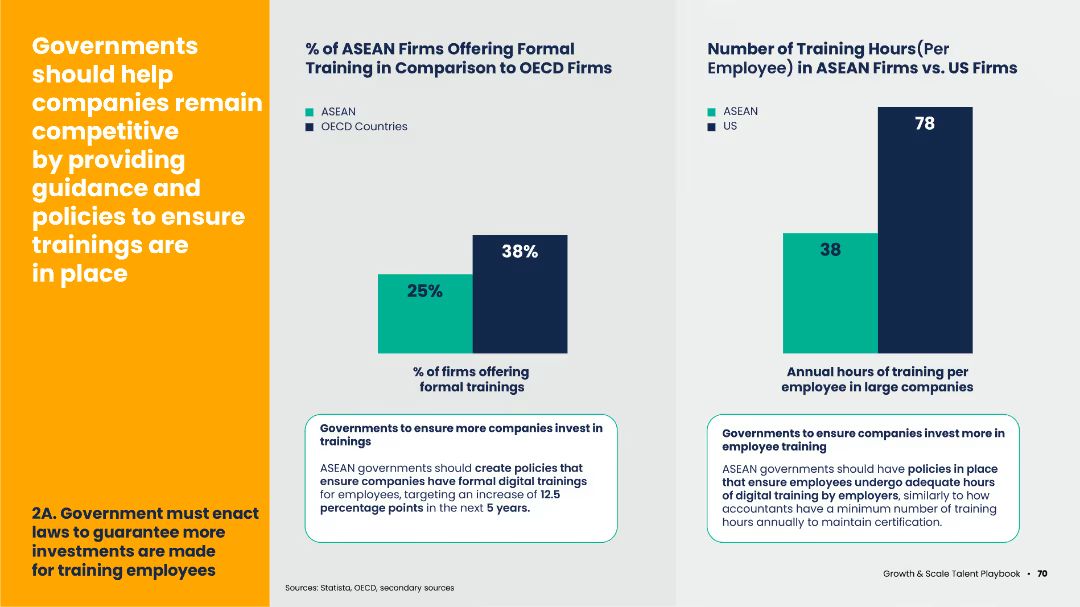 Governments
should help
companies remain
competitive
by providing
guidance and
policies to ensure
trainings are
in place
2A. Government must enact
laws to guarantee more
investments are made
for training employees
% of ASEAN Firms Offering Formal
Training in Comparison to OECD Firms
ASEAN
OECD Countries
25%
38%
% of firms offering
formal trainings
Governments to ensure more companies invest in
trainings
ASEAN governments should create policies that
ensure companies have formal digital trainings
for employees, targeting an increase of 12.5
percentage points in the next 5 years.
Sources: Statista, OECD, secondary sources
Number of Training Hours(Per
Employee) in ASEAN Firms vs. US Firms
ASEAN
US
38
78
Annual hours of training per
employee in large companies
Governments to ensure companies invest more in
employee training
ASEAN governments should have policies in place
that ensure employees undergo adequate hours
of digital training by employers, similarly to how
accountants have a minimum number of training
hours annually to maintain certification.
Growth & Scale Talent Playbook • 70